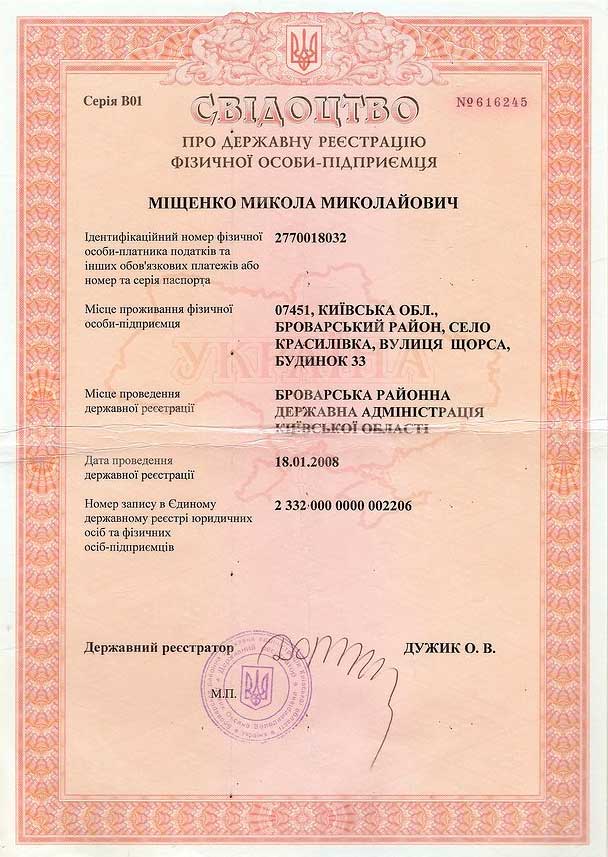 Серія В01
№616245
СВІДОЦТВО
ПРО ДЕРЖАВНУ РЕЄСТРАЦІЮ
ФІЗИЧНОЇ ОСОБИ-ПІДПРИЄМЦЯ
МІЩЕНКО МИКОЛА МИКОЛАЙОВИЧ
Ідентифікаційний номер фізичної
особи-платника податків та
інших обов'язкових платежів або
номер та серія паспорта
2770018032
Місце проживання фізичної
особи-підприємця
07451, КИЇВСЬКА ОБЛ.,
БРОВАРСЬКИЙ РАЙОН, СЕЛО
КРАСИЛІВКА, ВУЛИЦЯ ЩОРСА,
БУДИНОК 33
УКРАЇНА
Місце проведення
державної реєстрації
БРОВАРСЬКА РАЙОННА
ДЕРЖАВНА АДМІНІСТРАЦІЯ
КИЇВСЬКОЇ ОБЛАСТІ
Дата проведення
державної реєстрації
18.01.2008
Номер запису в Єдиному
державному реєстрі юридичних
осіб та фізичних
осіб-підприємців
2 332 000 0000 002206
Державний реєстратор
ДУЖИК О. В.
М.П.